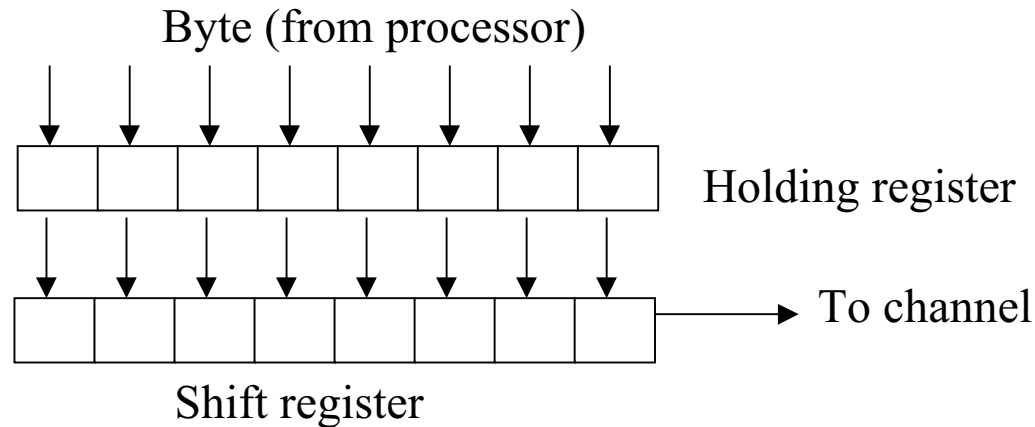 Byte (from processor)
Holding register
To channel
Shift register